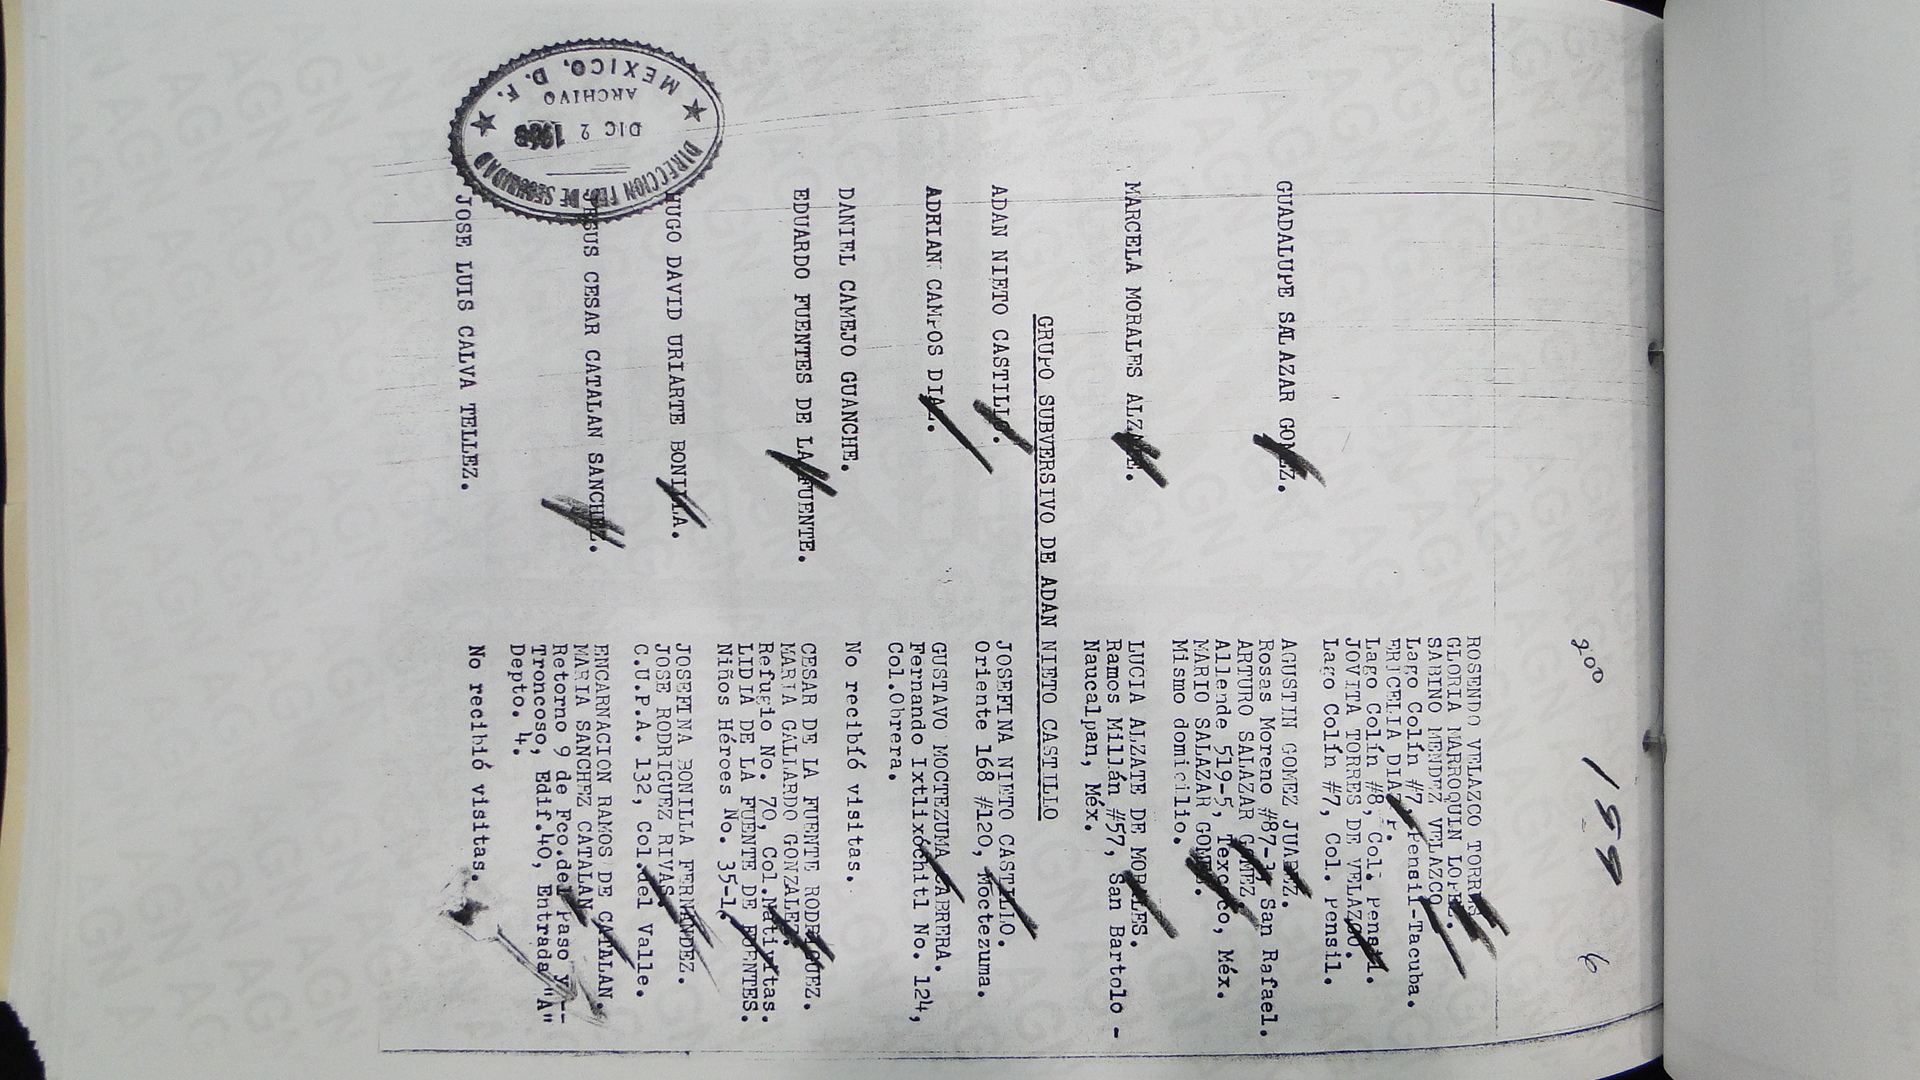 200
199
6
ROSENDO VELAZCO TORRES
GLORIA MARROQUIN LOPEZ.
SABINO MENDEZ VELAZCO
Lago Colín #7, Pensil-Tacuba.
ERICELIA DIAZ F.
Lago Colín #8, Col. Pensil.
JOVITA TORRES DE VELAZCO.
Lago Colín #7, Col. Pensil.
GUADALUPE SALAZAR GOMEZ.
AGUSTIN GOMEZ JUAREZ.
Rosas Moreno #87- San Rafael.
ARTURO SALAZAR GOMEZ
Allende 519-5, Texcoco, Méx.
MARIO SALAZAR GOMEZ.
Mismo domicilio.
MARCELA MORALES ALZATE.
LUCIA ALZATE DE MORALES.
Ramos Millán #57, San Bartolo -
Naucalpan, Méx.
GRUPO SUBVERSIVO DE ADAN NIETO CASTILLO
ADAN NIETO CASTILLO.
JOSEFINA NIETO CASTILLO.
Oriente 168 #120, Moctezuma.
ADRIAN CAMPOS DIAZ.
GUSTAVO MOCTEZUMA CABRERA.
Fernando Ixtlixóchitl No. 124,
Col.Obrera.
DANIEL CAMEJO GUANCHE.
No recibió visitas.
EDUARDO FUENTES DE LA FUENTE.
CESAR DE LA FUENTE RODRIGUEZ.
MARIA GALLARDO GONZALEZ.
Refugio No. 70, Col.Nativitas.
LIDIA DE LA FUENTE DE FUENTES.
Niños Héroes No. 35-1.
HUGO DAVID URIARTE BONILLA.
JOSEFINA BONILLA FERNANDEZ.
JOSE RODRIGUEZ RIVAS.
C.U.P.A. 132, Col.del Valle.
JESUS CESAR CATALAN SANCHEZ.
ENCARNACION RAMOS DE CATALAN.
MARIA SANCHEZ CATALAN
Retorno 9 de Fco.del Paso y --
Troncoso, Edif.40, Entrada "A"
Depto. 4.
JOSE LUIS CALVA TELLEZ.
No recibió visitas.
DIRECCION FED. DE SEGURIDAD
DIC 2
ARCHIVO
MEXICO, D. F.